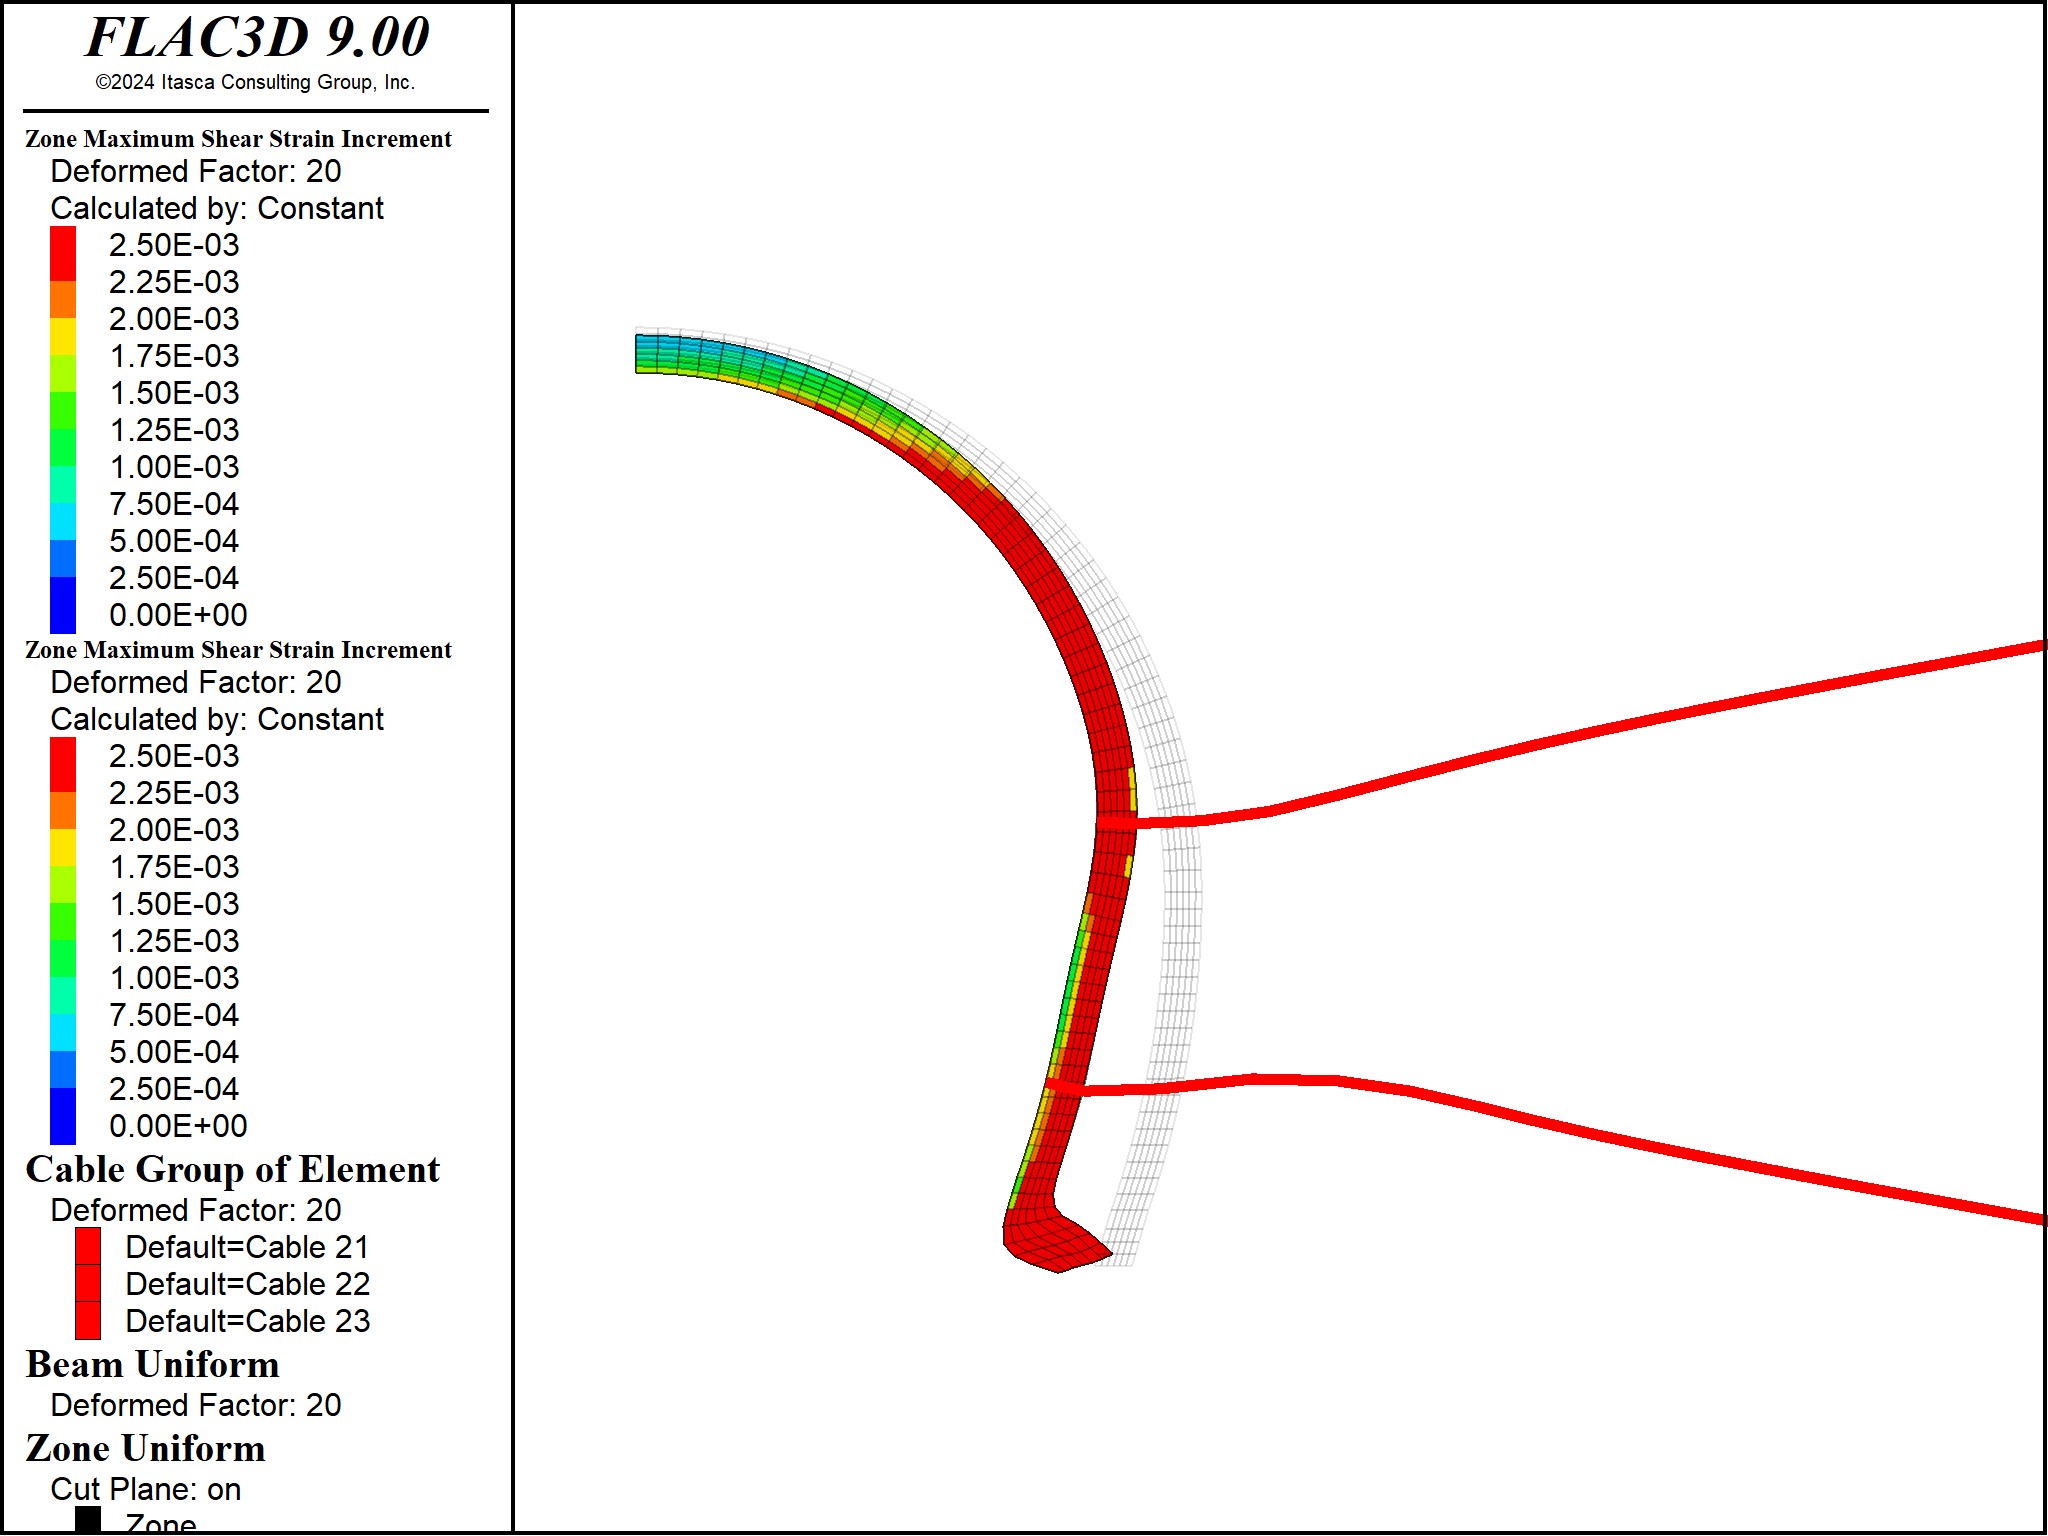 FLAC3D 9.00
©2024 Itasca Consulting Group, Inc.
Zone Maximum Shear Strain Increment
Deformed Factor: 20
Calculated by: Constant
2.50E-03
2.25E-03
2.00E-03
1.75E-03
1.50E-03
1.25E-03
1.00E-03
7.50E-04
5.00E-04
2.50E-04
0.00E+00
Zone Maximum Shear Strain Increment
Deformed Factor: 20
Calculated by: Constant
2.50E-03
2.25E-03
2.00E-03
1.75E-03
1.50E-03
1.25E-03
1.00E-03
7.50E-04
5.00E-04
2.50E-04
0.00E+00
Cable Group of Element
Deformed Factor: 20
Default=Cable 21
Default=Cable 22
Default=Cable 23
Beam Uniform
Deformed Factor: 20
Zone Uniform
Cut Plane: on
Zone